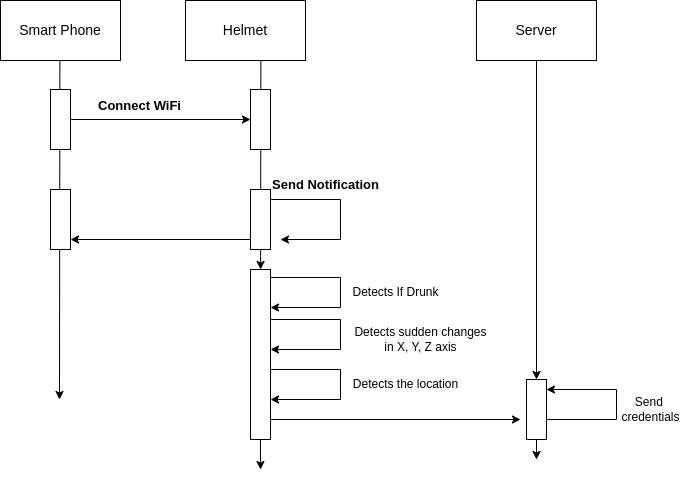 Smart Phone
Helmet
Server
Connect WiFi
Send Notification
Detects If Drunk
Detects sudden changes
in X, Y, Z axis
Detects the location
Send
credentials